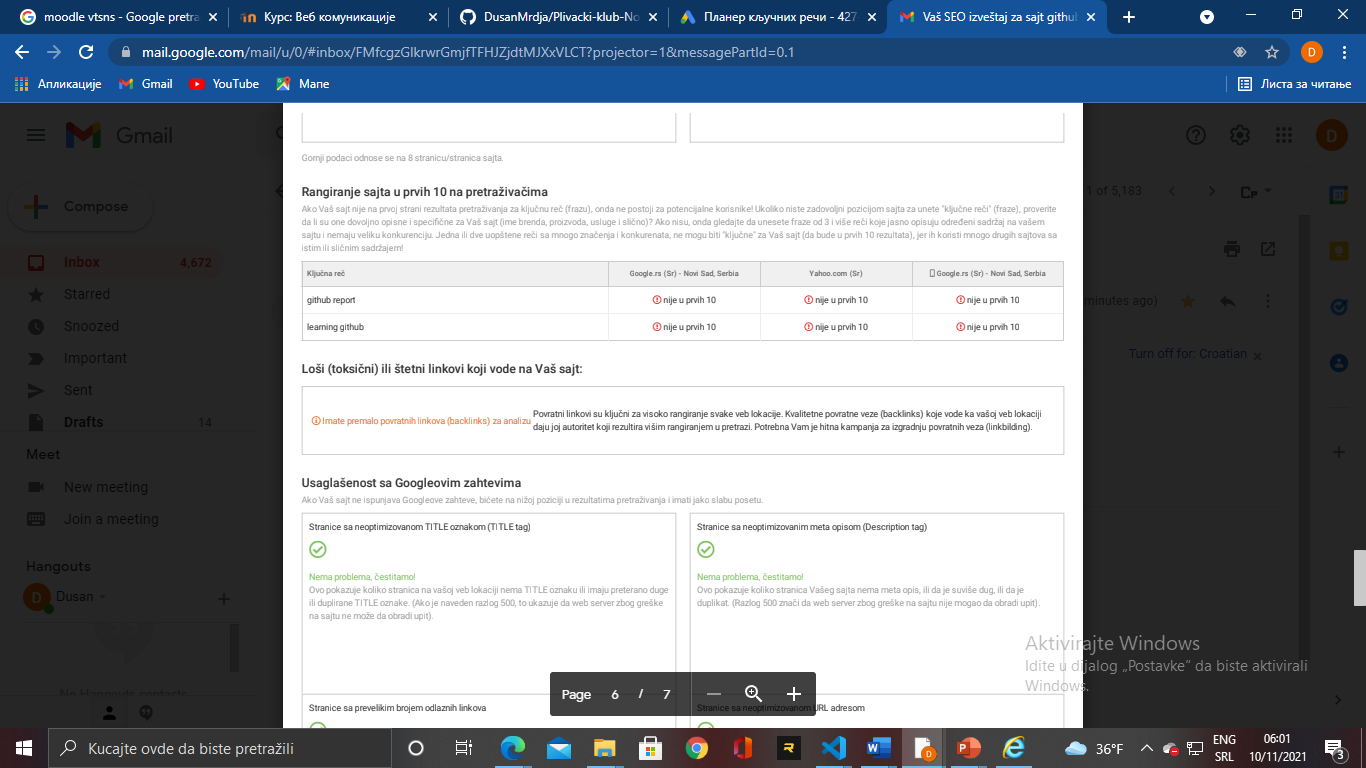 moodle vtsns - Google pretra
Курс: Веб комуникације
DusanMrdja/Plivacki-klub-No
Планер кључних речи - 427
Vaš SEO izveštaj za sajt github
mail.google.com/mail/u/0/#inbox/FMfcgzGlkrwrGmjfTFHJZjdtMJXxVLCT?projector=1&messagePartId=0.1
D
Апликације
Gmail
YouTube
Мапе
Листа за читање
Gmail
D
Compose
1 of 5,183
Inbox
4,672
Starred
Snoozed
minutes ago)
Important
Turn off for: Croatian
Sent
Drafts
14
Meet
New meeting
Join a meeting
Hangouts
D
Dusan
No Hangouts contacts
Gornji podaci odnose se na 8 stranicu/stranica sajta.
Rangiranje sajta u prvih 10 na pretraživačima
Ako Vaš sajt nije na prvoj strani rezultata pretraživanja za ključnu reč (frazu), onda ne postoji za potencijalne korisnike! Ukoliko niste zadovoljni pozicijom sajta za unete "ključne reči" (fraze), proverite
da li su one dovoljno opisne i specifične za Vaš sajt (ime brenda, proizvoda, usluge i slično)? Ako nisu, onda gledajte da unesete fraze od 3 i više reči koje jasno opisuju određeni sadržaj na vašem
sajtu i nemaju veliku konkurenciju. Jedna ili dve uopštene reči sa mnogo značenja i konkurenata, ne mogu biti "ključne" za Vaš sajt (da bude u prvih 10 rezultata), jer ih koristi mnogo drugih sajtova sa
istim ili sličnim sadržajem!
Ključna reč
Google.rs (Sr) - Novi Sad, Serbia
Yahoo.com (Sr)
Google.rs (Sr) - Novi Sad, Serbia
github report
nije u prvih 10
nije u prvih 10
nije u prvih 10
learning github
nije u prvih 10
nije u prvih 10
nije u prvih 10
Loši (toksični) ili štetni linkovi koji vode na Vaš sajt:
Imate premalo povratnih linkova (backlinks) za analizu
Povratni linkovi su ključni za visoko rangiranje svake veb lokacije. Kvalitetne povratne veze (backlinks) koje vode ka vašoj veb lokaciji
daju joj autoritet koji rezultira višim rangiranjem u pretrazi. Potrebna Vam je hitna kampanja za izgradnju povratnih veza (linkbilding).
Usaglašenost sa Googleovim zahtevima
Ako Vaš sajt ne ispunjava Googleove zahteve, bićete na nižoj poziciji u rezultatima pretraživanja i imati jako slabu posetu.
Stranice sa neoptimizovanom TITLE oznakom (TITLE tag)
Nema problema, čestitamo!
Ovo pokazuje koliko stranica na vašoj veb lokaciji nema TITLE oznaku ili imaju preterano duge
ili duplirane TITLE oznake. (Ako je naveden razlog 500, to ukazuje da web server zbog greške
na sajtu ne može da obradi upit).
Stranice sa neoptimizovanim meta opisom (Description tag)
Nema problema, čestitamo!
Ovo pokazuje koliko stranica Vašeg sajta nema meta opis, ili da je suviše dug, ili da je
duplikat. (Razlog 500 znači da web server zbog greške na sajtu nije mogao da obradi upit).
Stranice sa prevelikim brojem odlaznih linkova
Stranice sa neoptimizovanom URL adresom
Page 6 / 7
Aktivirajte Windows
Idite u dijalog „Postavke“ da biste aktivirali
Windows.
Kucajte ovde da biste pretražili
36°F
ENG
SRL
06:01
10/11/2021
3